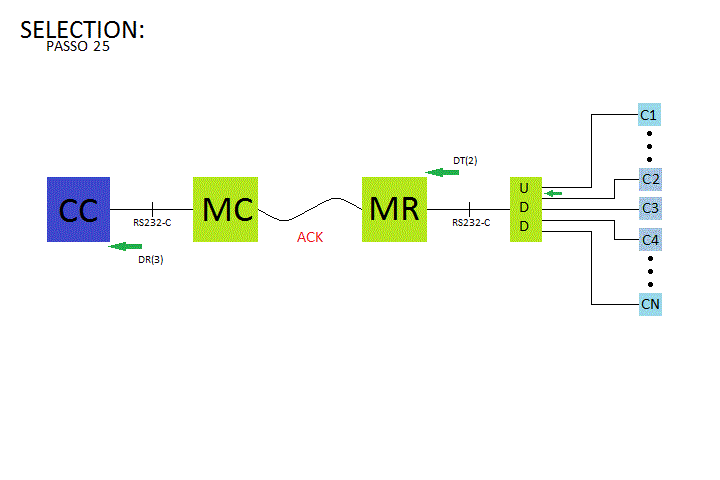 SELECTION:
PASSO 25
C1
DT(2)
C2
CC
MC
MR
U
D
D
C3
RS232-C
RS232-C
ACK
C4
DR(3)
CN